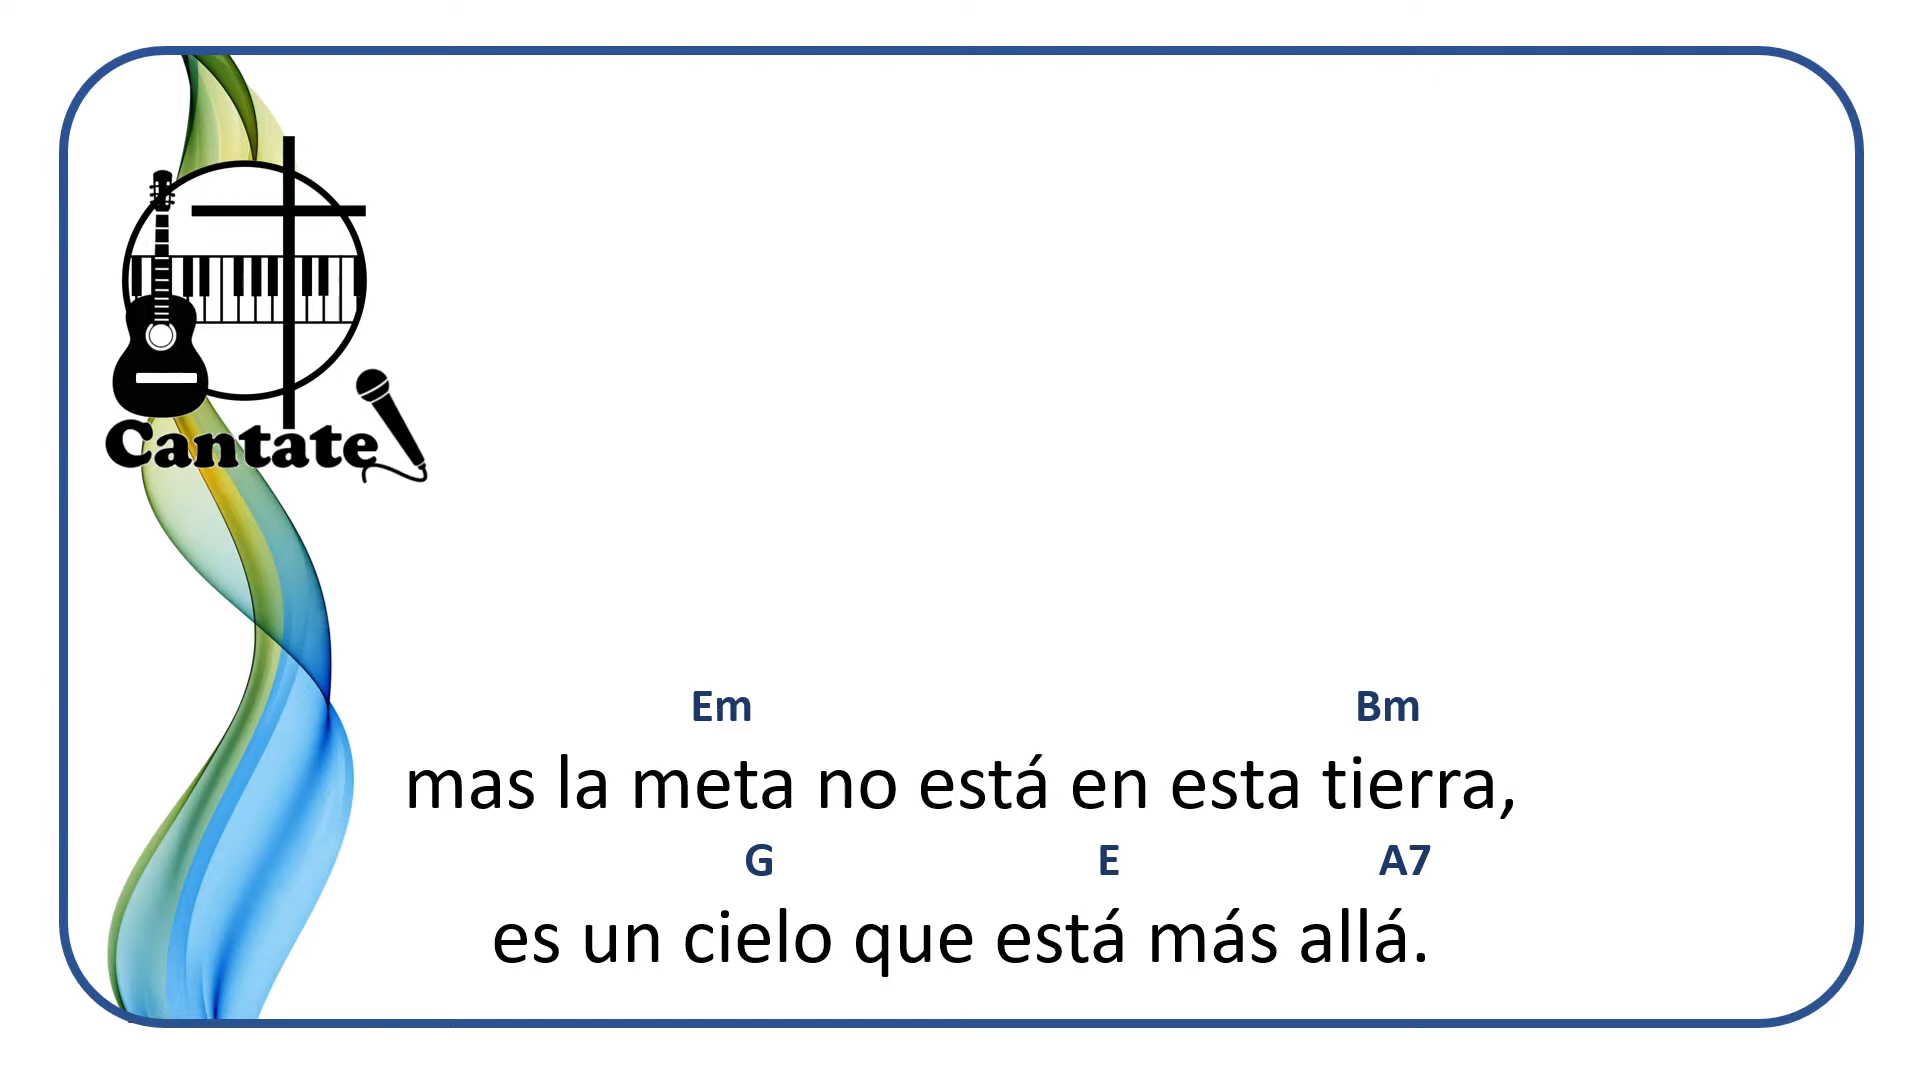 Cantate
Em Bm
mas la meta no está en esta tierra,
G E A7
es un cielo que está más allá.